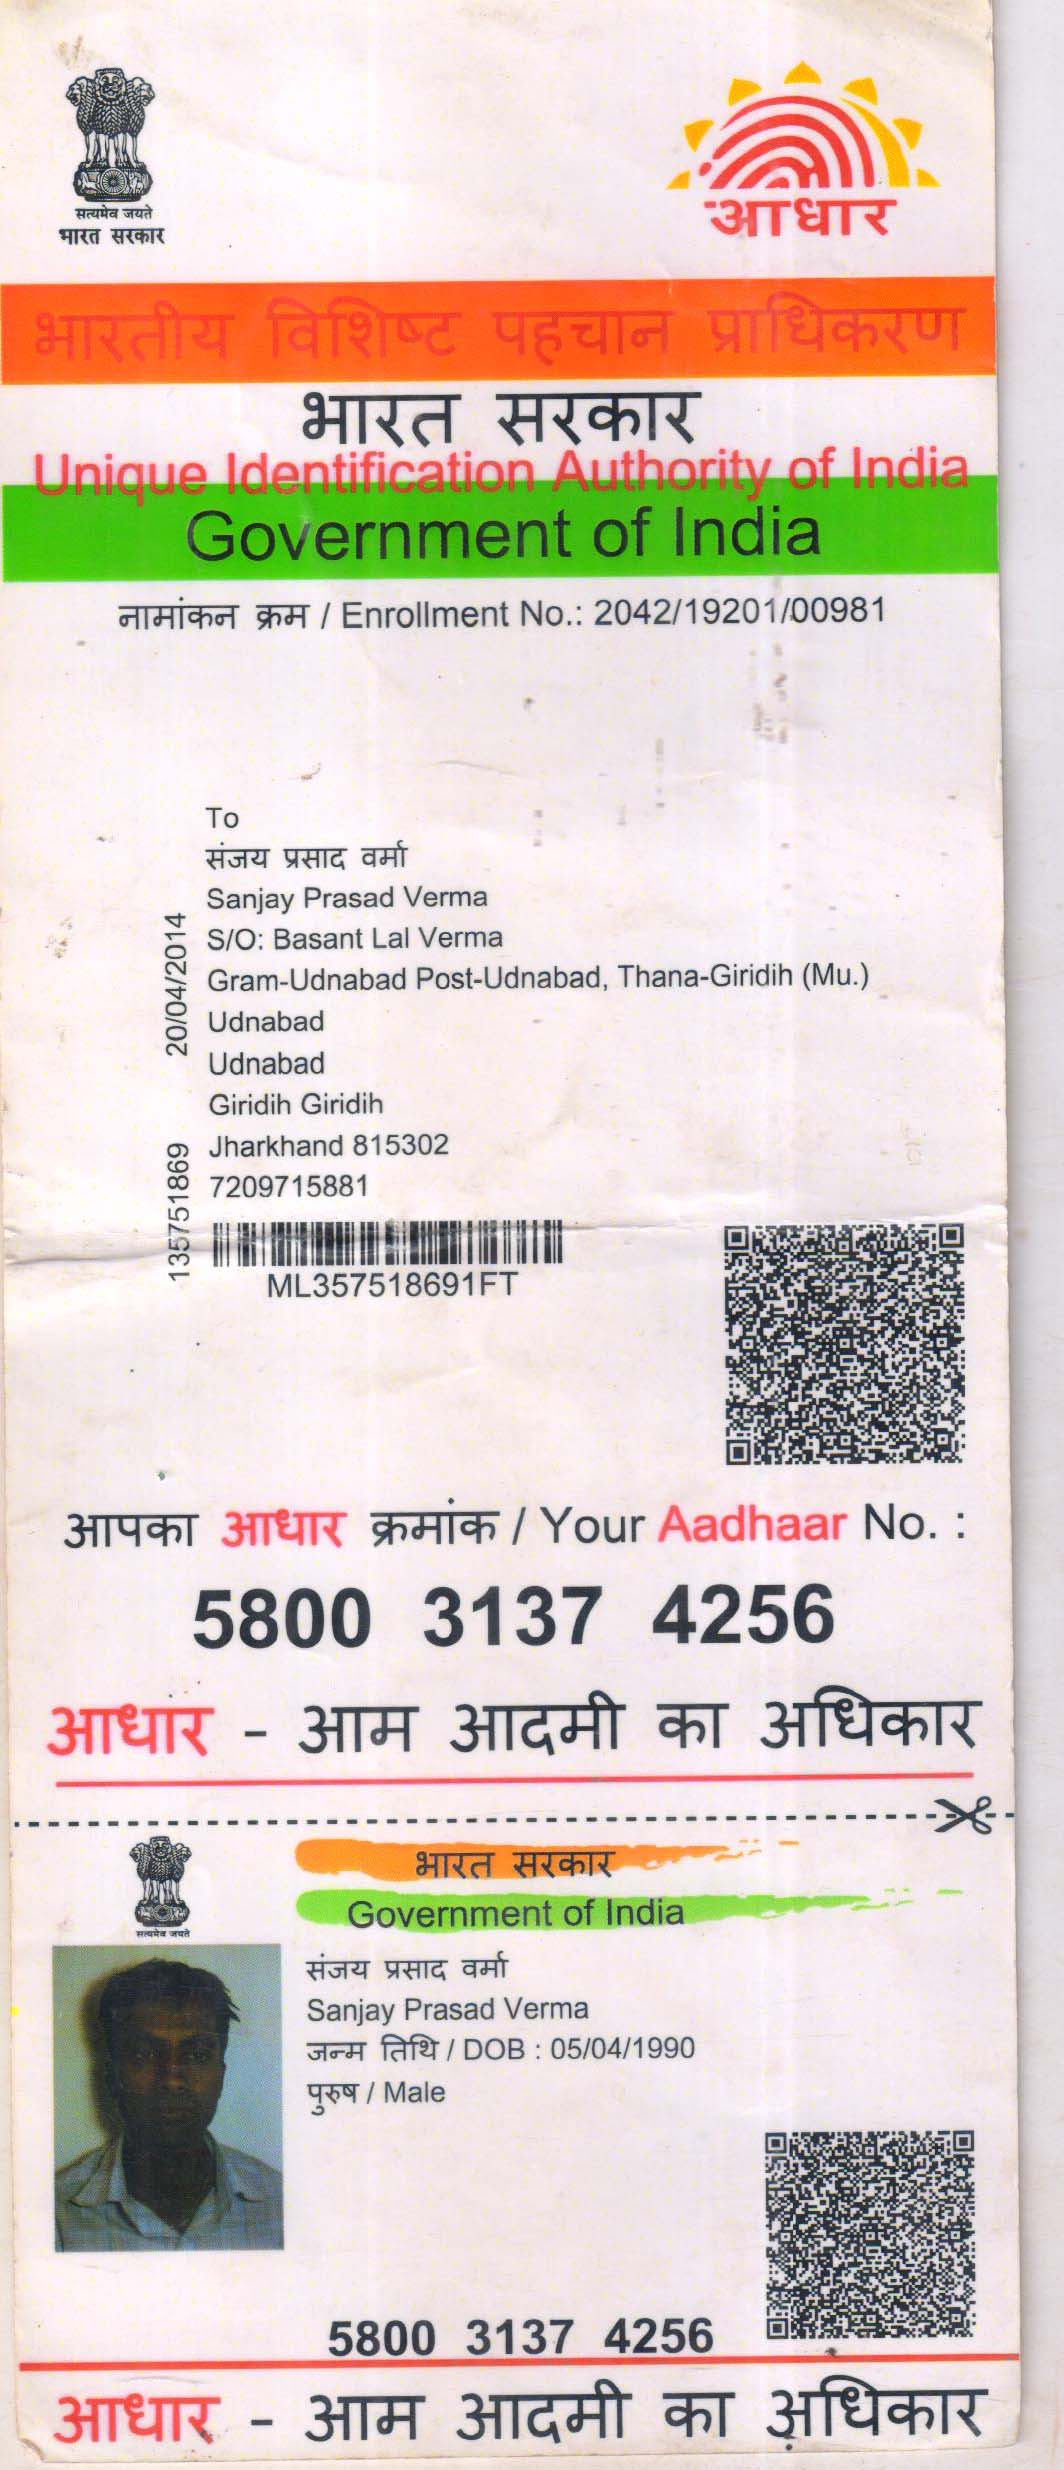 सत्यमेव जयते
भारत सरकार
आधार
भारतीय विशिष्ट पहचान प्राधिकरण
भारत सरकार
Unique Identification Authority of India
Government of India
नामांकन क्रम / Enrollment No.: 2042/19201/00981
To
संजय प्रसाद वर्मा
Sanjay Prasad Verma
S/O: Basant Lal Verma
Gram-Udnabad Post-Udnabad, Thana-Giridih (Mu.)
Udnabad
Udnabad
Giridih Giridih
Jharkhand 815302
7209715881
20/04/2014
135751869
ML357518691FT
आपका आधार क्रमांक / Your Aadhaar No. :
5800 3137 4256
आधार - आम आदमी का अधिकार
सत्यमेव जयते
भारत सरकार
Government of India
संजय प्रसाद वर्मा
Sanjay Prasad Verma
जन्म तिथि / DOB : 05/04/1990
पुरुष / Male
5800 3137 4256
आधार - आम आदमी का अधिकार